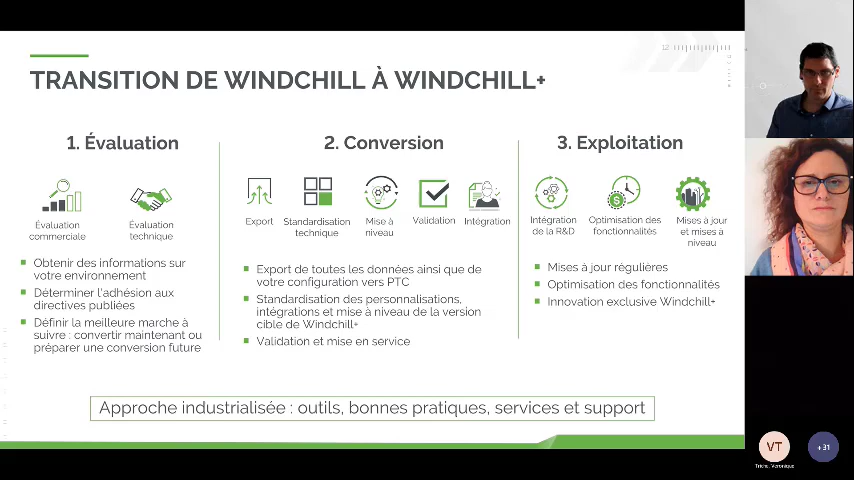 TRANSITION DE WINDCHILL À WINDCHILL+
1. Évaluation
Évaluation
commerciale
Évaluation
technique
Obtenir des informations sur
votre environnement
Déterminer l'adhésion aux
directives publiées
Définir la meilleure marche à
suivre : convertir maintenant ou
préparer une conversion future
2. Conversion
Export
Standardisation
technique
Mise à
niveau
Validation
Intégration
Export de toutes les données ainsi que de
votre configuration vers PTC
Standardisation des personnalisations,
intégrations et mise à niveau de la version
cible de Windchill+
Validation et mise en service
3. Exploitation
Intégration
de la R&D
Optimisation des
fonctionnalités
Mises à jour
et mises à
niveau
Mises à jour régulières
Optimisation des fonctionnalités
Innovation exclusive Windchill+
Approche industrialisée : outils, bonnes pratiques, services et support
VT
+31